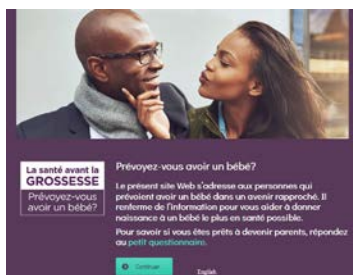 La santé avant la
GROSSESSE
Prévoyez-vous
avoir un bébé?
Prévoyez-vous avoir un bébé?
Le présent site Web s'adresse aux personnes qui
prévoient avoir un bébé dans un avenir rapproché. Il
renferme de l'information pour vous aider à donner
naissance à un bébé le plus en santé possible.
Pour savoir si vous êtes prêts à devenir parents, répondez
au petit questionnaire.
Continuer
English